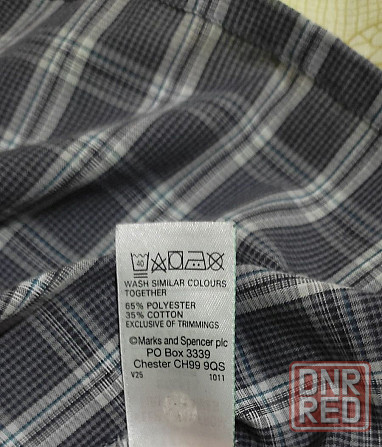 40
WASH SIMILAR COLOURS
TOGETHER
65% POLYESTER
35% COTTON
EXCLUSIVE OF TRIMMINGS
©Marks and Spencer plc
PO Box 3339
Chester CH99 9QS
V25 1011
DNR
RED